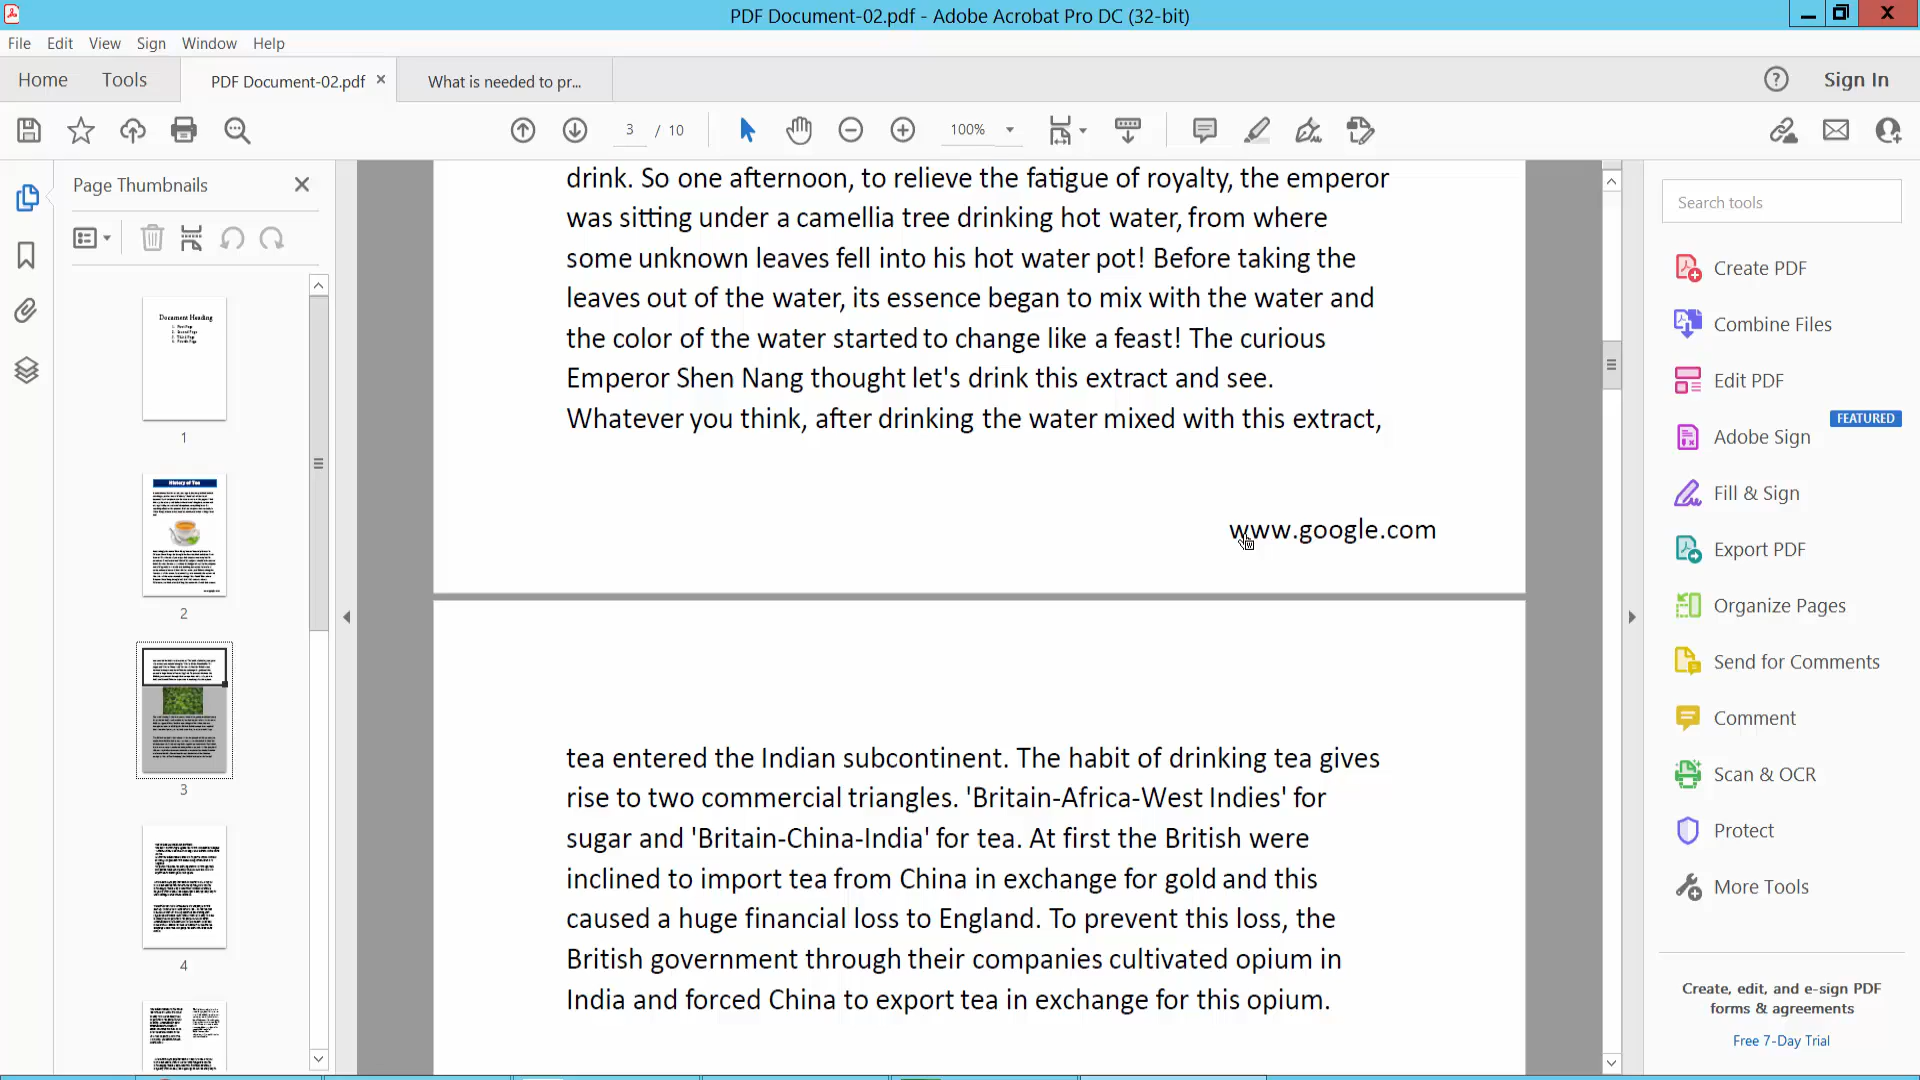 PDF Document-02.pdf - Adobe Acrobat Pro DC (32-bit)
File Edit View Sign Window Help
Home Tools PDF Document-02.pdf × What is needed to pr... Sign In
3 / 10 100%
Page Thumbnails
Document Heading
1
History of Tea
2
3
4
drink. So one afternoon, to relieve the fatigue of royalty, the emperor
was sitting under a camellia tree drinking hot water, from where
some unknown leaves fell into his hot water pot! Before taking the
leaves out of the water, its essence began to mix with the water and
the color of the water started to change like a feast! The curious
Emperor Shen Nang thought let's drink this extract and see.
Whatever you think, after drinking the water mixed with this extract,
www.google.com
tea entered the Indian subcontinent. The habit of drinking tea gives
rise to two commercial triangles. 'Britain-Africa-West Indies' for
sugar and 'Britain-China-India' for tea. At first the British were
inclined to import tea from China in exchange for gold and this
caused a huge financial loss to England. To prevent this loss, the
British government through their companies cultivated opium in
India and forced China to export tea in exchange for this opium.
Search tools
Create PDF
Combine Files
Edit PDF
FEATURED
Adobe Sign
Fill & Sign
Export PDF
Organize Pages
Send for Comments
Comment
Scan & OCR
Protect
More Tools
Create, edit, and e-sign PDF
forms & agreements
Free 7-Day Trial